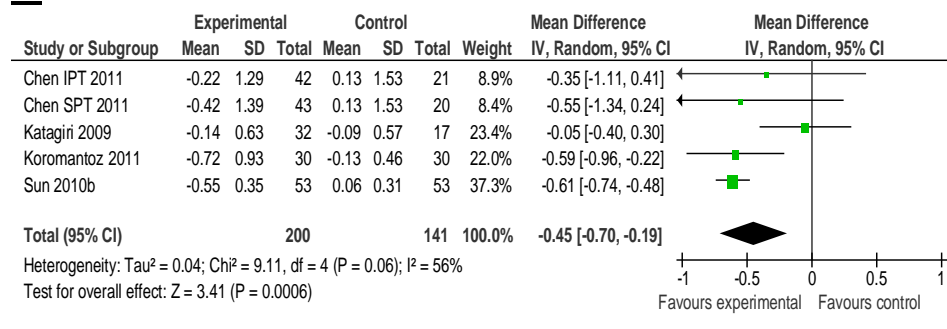 Experimental Control Mean Difference Mean Difference
Study or Subgroup Mean SD Total Mean SD Total Weight IV, Random, 95% CI IV, Random, 95% CI
Chen IPT 2011 -0.22 1.29 42 0.13 1.53 21 8.9% -0.35 [-1.11, 0.41]
Chen SPT 2011 -0.42 1.39 43 0.13 1.53 20 8.4% -0.55 [-1.34, 0.24]
Katagiri 2009 -0.14 0.63 32 -0.09 0.57 17 23.4% -0.05 [-0.40, 0.30]
Koromantoz 2011 -0.72 0.93 30 -0.13 0.46 30 22.0% -0.59 [-0.96, -0.22]
Sun 2010b -0.55 0.35 53 0.06 0.31 53 37.3% -0.61 [-0.74, -0.48]
Total (95% CI) 200 141 100.0% -0.45 [-0.70, -0.19]
Heterogeneity: Tau² = 0.04; Chi² = 9.11, df = 4 (P = 0.06); I² = 56%
Test for overall effect: Z = 3.41 (P = 0.0006)
-1 -0.5 0 0.5 1
Favours experimental Favours control